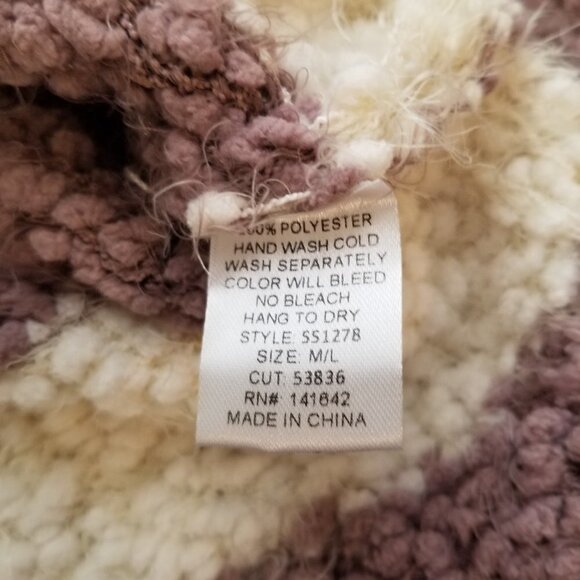 100% POLYESTER
HAND WASH COLD
WASH SEPARATELY
COLOR WILL BLEED
NO BLEACH
HANG TO DRY
STYLE: SS1278
SIZE: M/L
CUT: 53836
RN#: 141642
MADE IN CHINA